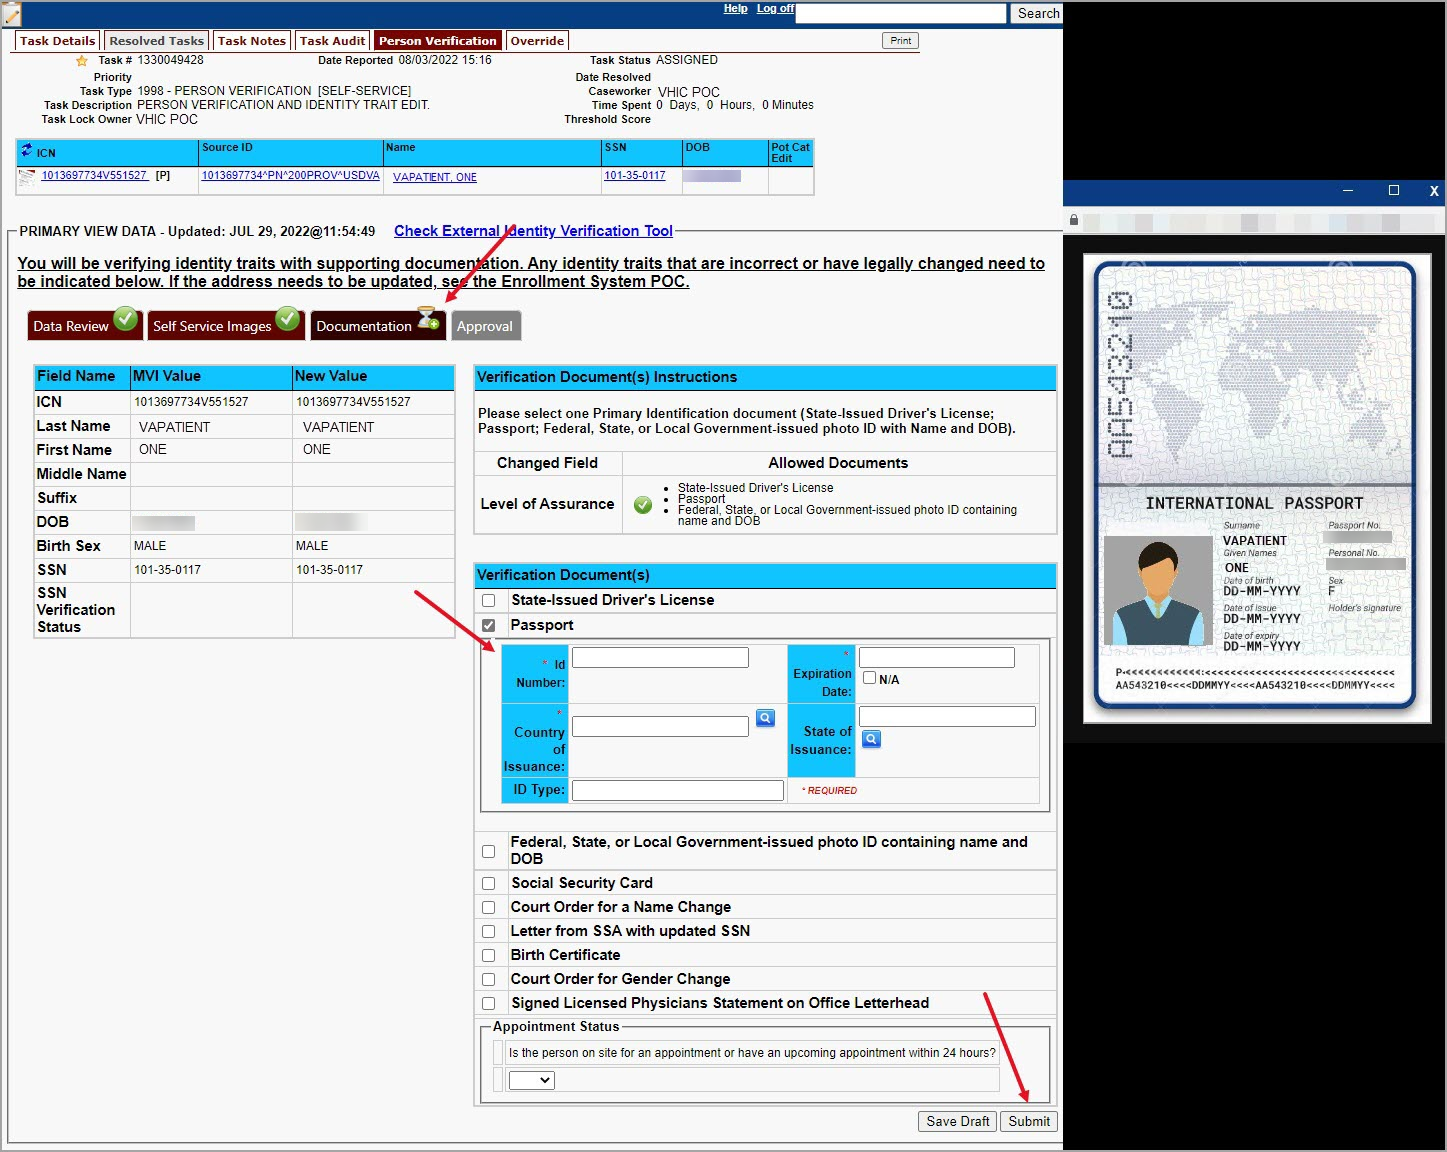 Help Log off Search
Task Details Resolved Tasks Task Notes Task Audit Person Verification Override Print
Task # 1330049428 Date Reported 08/03/2022 15:16 Task Status ASSIGNED
Priority Date Resolved
Task Type 1998 - PERSON VERIFICATION [SELF-SERVICE] Caseworker VHIC POC
Task Description PERSON VERIFICATION AND IDENTITY TRAIT EDIT. Time Spent 0 Days, 0 Hours, 0 Minutes
Task Lock Owner VHIC POC Threshold Score
ICN Source ID Name SSN DOB Pot Cat
Edit
1013697734V551527 [P] 1013697734^PN^200PROV^USDVA VAPATIENT, ONE 101-35-0117
PRIMARY VIEW DATA - Updated: JUL 29, 2022@11:54:49 Check External Identity Verification Tool
You will be verifying identity traits with supporting documentation. Any identity traits that are incorrect or have legally changed need to
be indicated below. If the address needs to be updated, see the Enrollment System POC.
Data Review Self Service Images Documentation Approval
Field Name MVI Value New Value
ICN 1013697734V551527 1013697734V551527
Last Name VAPATIENT VAPATIENT
First Name ONE ONE
Middle Name
Suffix
DOB
Birth Sex MALE MALE
SSN 101-35-0117 101-35-0117
SSN
Verification
Status
Verification Document(s) Instructions
Please select one Primary Identification document (State-Issued Driver's License;
Passport; Federal, State, or Local Government-issued photo ID with Name and DOB).
Changed Field Allowed Documents
Level of Assurance
• State-Issued Driver's License
• Passport
• Federal, State, or Local Government-issued photo ID containing
name and DOB
Verification Document(s)
State-Issued Driver's License
Passport
* Id
Number:
*
Expiration
Date:
N/A
*
Country
of
Issuance:
State of
Issuance:
ID Type:
* REQUIRED
Federal, State, or Local Government-issued photo ID containing name and
DOB
Social Security Card
Court Order for a Name Change
Letter from SSA with updated SSN
Birth Certificate
Court Order for Gender Change
Signed Licensed Physicians Statement on Office Letterhead
Appointment Status
Is the person on site for an appointment or have an upcoming appointment within 24 hours?
Save Draft Submit
X
AA543210
INTERNATIONAL PASSPORT
Surname Passport No.
VAPATIENT
Given Names Personal No.
ONE
Date of birth Sex
DD-MM-YYYY F
Date of issue Holder's signature
DD-MM-YYYY
Date of expiry
DD-MM-YYYY
P<<<<<<<<<<<<<<<<<<<<<<<<<<<<<<<<<<<<<<<
AA543210<<<<DDMMYY<<<<AA543210<<<<DDMMYY<<<<